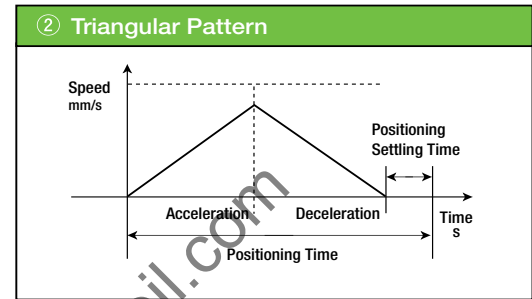 ② Triangular Pattern
Speed
mm/s
Positioning
Settling Time
Acceleration
Deceleration
Time
s
Positioning Time